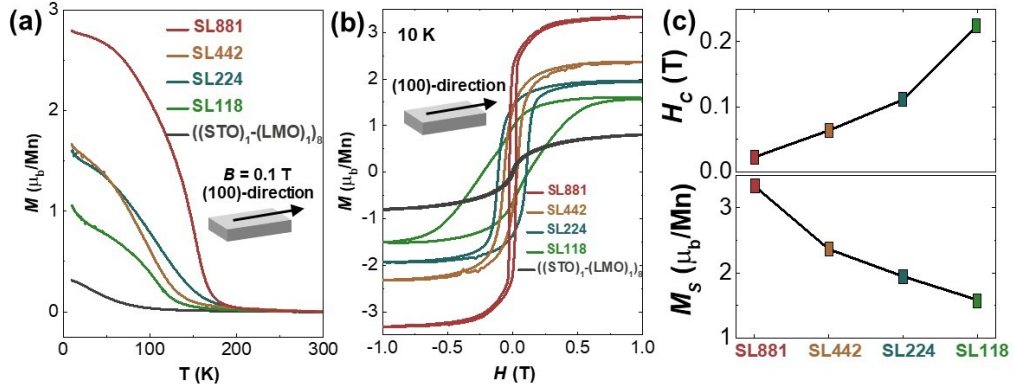 (a)
SL881
SL442
SL224
SL118
((STO)1-(LMO)1)8
B = 0.1 T
(100)-direction
M (μb/Mn)
3
2
1
0
0
100
200
300
T (K)
(b)
10 K
(100)-direction
SL881
SL442
SL224
SL118
((STO)1-(LMO)1)8
M (μb/Mn)
3
2
1
0
-1
-2
-3
-1.0
-0.5
0.0
0.5
1.0
H (T)
(c)
HC (T)
0.2
0.1
0.0
MS (μb/Mn)
3
2
1
SL881
SL442
SL224
SL118